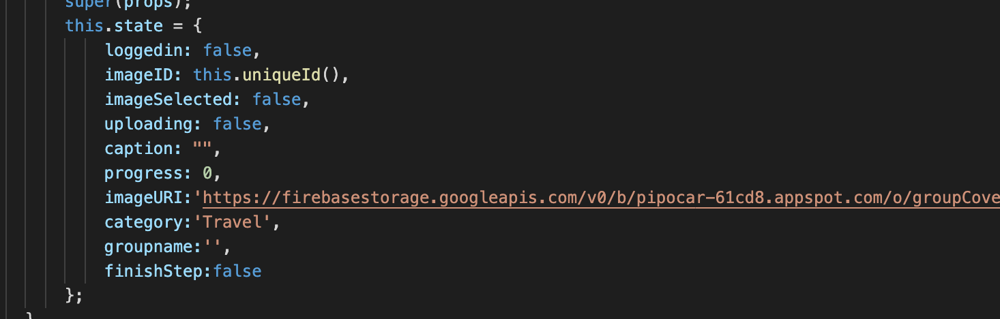 super(props);
this.state = {
loggedin: false,
imageID: this.uniqueId(),
imageSelected: false,
uploading: false,
caption: "",
progress: 0,
imageURI:'https://firebasestorage.googleapis.com/v0/b/pipocar-61cd8.appspot.com/o/groupCove
category:'Travel',
groupname:'',
finishStep:false
};
}